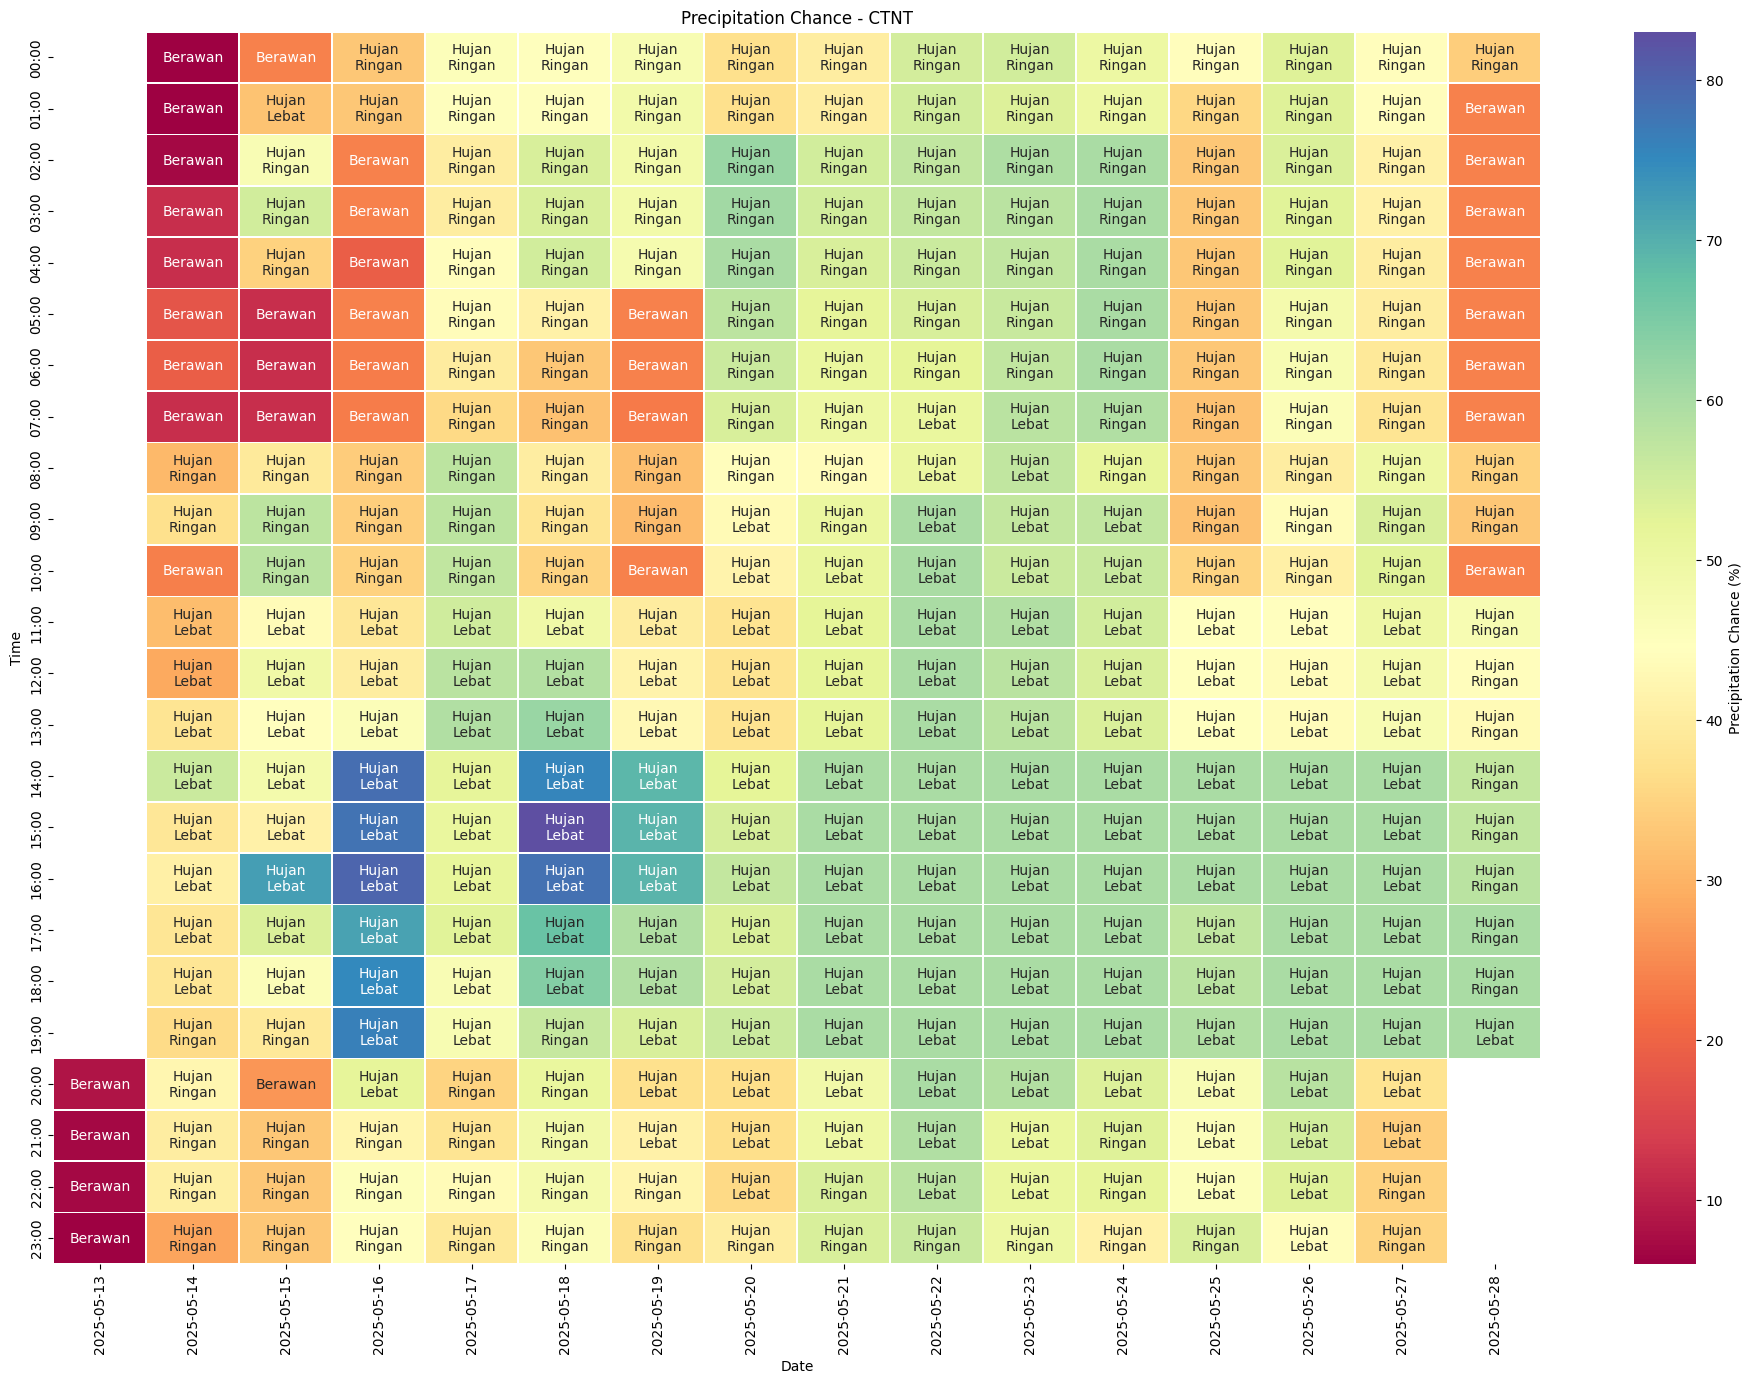 Precipitation Chance - CTNT
00:00 Berawan Berawan Hujan Ringan Hujan Ringan Hujan Ringan Hujan Ringan Hujan Ringan Hujan Ringan Hujan Ringan Hujan Ringan Hujan Ringan Hujan Ringan Hujan Ringan Hujan Ringan Hujan Ringan
01:00 Berawan Hujan Lebat Hujan Ringan Hujan Ringan Hujan Ringan Hujan Ringan Hujan Ringan Hujan Ringan Hujan Ringan Hujan Ringan Hujan Ringan Hujan Ringan Hujan Ringan Hujan Ringan Berawan
02:00 Berawan Hujan Ringan Berawan Hujan Ringan Hujan Ringan Hujan Ringan Hujan Ringan Hujan Ringan Hujan Ringan Hujan Ringan Hujan Ringan Hujan Ringan Hujan Ringan Hujan Ringan Berawan
03:00 Berawan Hujan Ringan Berawan Hujan Ringan Hujan Ringan Hujan Ringan Hujan Ringan Hujan Ringan Hujan Ringan Hujan Ringan Hujan Ringan Hujan Ringan Hujan Ringan Hujan Ringan Berawan
04:00 Berawan Hujan Ringan Berawan Hujan Ringan Hujan Ringan Hujan Ringan Hujan Ringan Hujan Ringan Hujan Ringan Hujan Ringan Hujan Ringan Hujan Ringan Hujan Ringan Hujan Ringan Berawan
05:00 Berawan Berawan Berawan Hujan Ringan Hujan Ringan Berawan Hujan Ringan Hujan Ringan Hujan Ringan Hujan Ringan Hujan Ringan Hujan Ringan Hujan Ringan Hujan Ringan Berawan
06:00 Berawan Berawan Berawan Hujan Ringan Hujan Ringan Berawan Hujan Ringan Hujan Ringan Hujan Ringan Hujan Ringan Hujan Ringan Hujan Ringan Hujan Ringan Hujan Ringan Berawan
07:00 Berawan Berawan Berawan Hujan Ringan Hujan Ringan Berawan Hujan Ringan Hujan Ringan Hujan Lebat Hujan Lebat Hujan Ringan Hujan Ringan Hujan Ringan Hujan Ringan Berawan
08:00 Hujan Ringan Hujan Ringan Hujan Ringan Hujan Ringan Hujan Ringan Hujan Ringan Hujan Ringan Hujan Ringan Hujan Lebat Hujan Lebat Hujan Ringan Hujan Ringan Hujan Ringan Hujan Ringan Hujan Ringan
09:00 Hujan Ringan Hujan Ringan Hujan Ringan Hujan Ringan Hujan Ringan Hujan Ringan Hujan Lebat Hujan Ringan Hujan Lebat Hujan Lebat Hujan Lebat Hujan Ringan Hujan Ringan Hujan Ringan Hujan Ringan
10:00 Berawan Hujan Ringan Hujan Ringan Hujan Ringan Hujan Ringan Berawan Hujan Lebat Hujan Lebat Hujan Lebat Hujan Lebat Hujan Lebat Hujan Ringan Hujan Ringan Hujan Ringan Berawan
11:00 Hujan Lebat Hujan Lebat Hujan Lebat Hujan Lebat Hujan Lebat Hujan Lebat Hujan Lebat Hujan Lebat Hujan Lebat Hujan Lebat Hujan Lebat Hujan Lebat Hujan Lebat Hujan Lebat Hujan Ringan
12:00 Hujan Lebat Hujan Lebat Hujan Lebat Hujan Lebat Hujan Lebat Hujan Lebat Hujan Lebat Hujan Lebat Hujan Lebat Hujan Lebat Hujan Lebat Hujan Lebat Hujan Lebat Hujan Lebat Hujan Ringan
13:00 Hujan Lebat Hujan Lebat Hujan Lebat Hujan Lebat Hujan Lebat Hujan Lebat Hujan Lebat Hujan Lebat Hujan Lebat Hujan Lebat Hujan Lebat Hujan Lebat Hujan Lebat Hujan Lebat Hujan Ringan
14:00 Hujan Lebat Hujan Lebat Hujan Lebat Hujan Lebat Hujan Lebat Hujan Lebat Hujan Lebat Hujan Lebat Hujan Lebat Hujan Lebat Hujan Lebat Hujan Lebat Hujan Lebat Hujan Lebat Hujan Ringan
15:00 Hujan Lebat Hujan Lebat Hujan Lebat Hujan Lebat Hujan Lebat Hujan Lebat Hujan Lebat Hujan Lebat Hujan Lebat Hujan Lebat Hujan Lebat Hujan Lebat Hujan Lebat Hujan Lebat Hujan Ringan
16:00 Hujan Lebat Hujan Lebat Hujan Lebat Hujan Lebat Hujan Lebat Hujan Lebat Hujan Lebat Hujan Lebat Hujan Lebat Hujan Lebat Hujan Lebat Hujan Lebat Hujan Lebat Hujan Lebat Hujan Ringan
17:00 Hujan Lebat Hujan Lebat Hujan Lebat Hujan Lebat Hujan Lebat Hujan Lebat Hujan Lebat Hujan Lebat Hujan Lebat Hujan Lebat Hujan Lebat Hujan Lebat Hujan Lebat Hujan Lebat Hujan Ringan
18:00 Hujan Lebat Hujan Lebat Hujan Lebat Hujan Lebat Hujan Lebat Hujan Lebat Hujan Lebat Hujan Lebat Hujan Lebat Hujan Lebat Hujan Lebat Hujan Lebat Hujan Lebat Hujan Lebat Hujan Ringan
19:00 Hujan Ringan Hujan Ringan Hujan Lebat Hujan Lebat Hujan Ringan Hujan Lebat Hujan Lebat Hujan Lebat Hujan Lebat Hujan Lebat Hujan Lebat Hujan Lebat Hujan Lebat Hujan Lebat Hujan Lebat
20:00 Berawan Hujan Ringan Berawan Hujan Lebat Hujan Ringan Hujan Ringan Hujan Lebat Hujan Lebat Hujan Lebat Hujan Lebat Hujan Lebat Hujan Lebat Hujan Lebat Hujan Lebat Hujan Lebat
21:00 Berawan Hujan Ringan Hujan Ringan Hujan Ringan Hujan Ringan Hujan Ringan Hujan Lebat Hujan Lebat Hujan Lebat Hujan Lebat Hujan Lebat Hujan Ringan Hujan Lebat Hujan Lebat Hujan Lebat
22:00 Berawan Hujan Ringan Hujan Ringan Hujan Ringan Hujan Ringan Hujan Ringan Hujan Ringan Hujan Lebat Hujan Ringan Hujan Lebat Hujan Lebat Hujan Ringan Hujan Lebat Hujan Lebat Hujan Ringan
23:00 Berawan Hujan Ringan Hujan Ringan Hujan Ringan Hujan Ringan Hujan Ringan Hujan Ringan Hujan Ringan Hujan Ringan Hujan Ringan Hujan Ringan Hujan Ringan Hujan Ringan Hujan Lebat Hujan Ringan
Time
2025-05-13 2025-05-14 2025-05-15 2025-05-16 2025-05-17 2025-05-18 2025-05-19 2025-05-20 2025-05-21 2025-05-22 2025-05-23 2025-05-24 2025-05-25 2025-05-26 2025-05-27 2025-05-28
Date
80
70
60
50
40
30
20
10
Precipitation Chance (%)